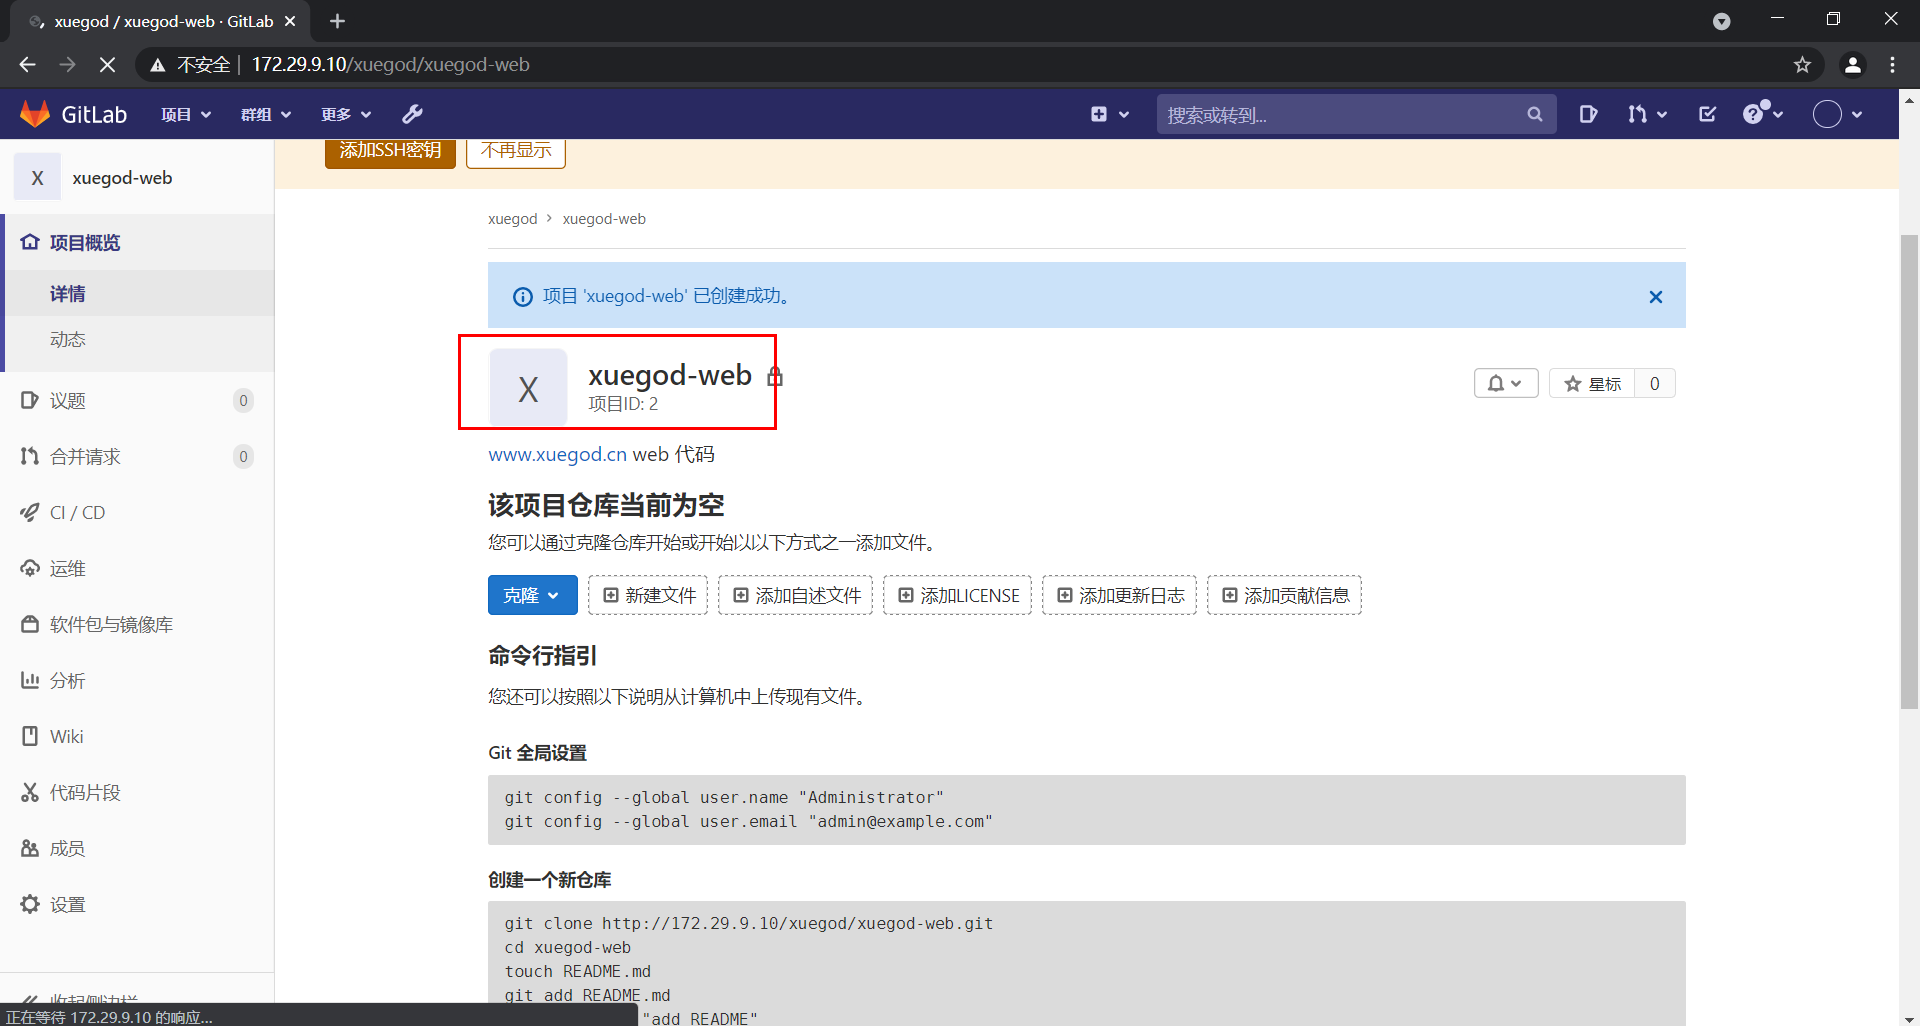 xuegod / xuegod-web · GitLab
不安全 | 172.29.9.10/xuegod/xuegod-web
GitLab 项目 群组 更多 搜索或转到...
添加SSH密钥 不再显示
X xuegod-web
项目概览
详情
动态
议题 0
合并请求 0
CI / CD
运维
软件包与镜像库
分析
Wiki
代码片段
成员
设置
收起侧边栏
正在等待 172.29.9.10 的响应...
xuegod › xuegod-web
项目 'xuegod-web' 已创建成功。
X xuegod-web
项目ID: 2
星标 0
www.xuegod.cn web 代码
该项目仓库当前为空
您可以通过克隆仓库开始或开始以以下方式之一添加文件。
克隆 新建文件 添加自述文件 添加LICENSE 添加更新日志 添加贡献信息
命令行指引
您还可以按照以下说明从计算机中上传现有文件。
Git 全局设置
git config --global user.name "Administrator"
git config --global user.email "admin@example.com"
创建一个新仓库
git clone http://172.29.9.10/xuegod/xuegod-web.git
cd xuegod-web
touch README.md
git add README.md
"add README"